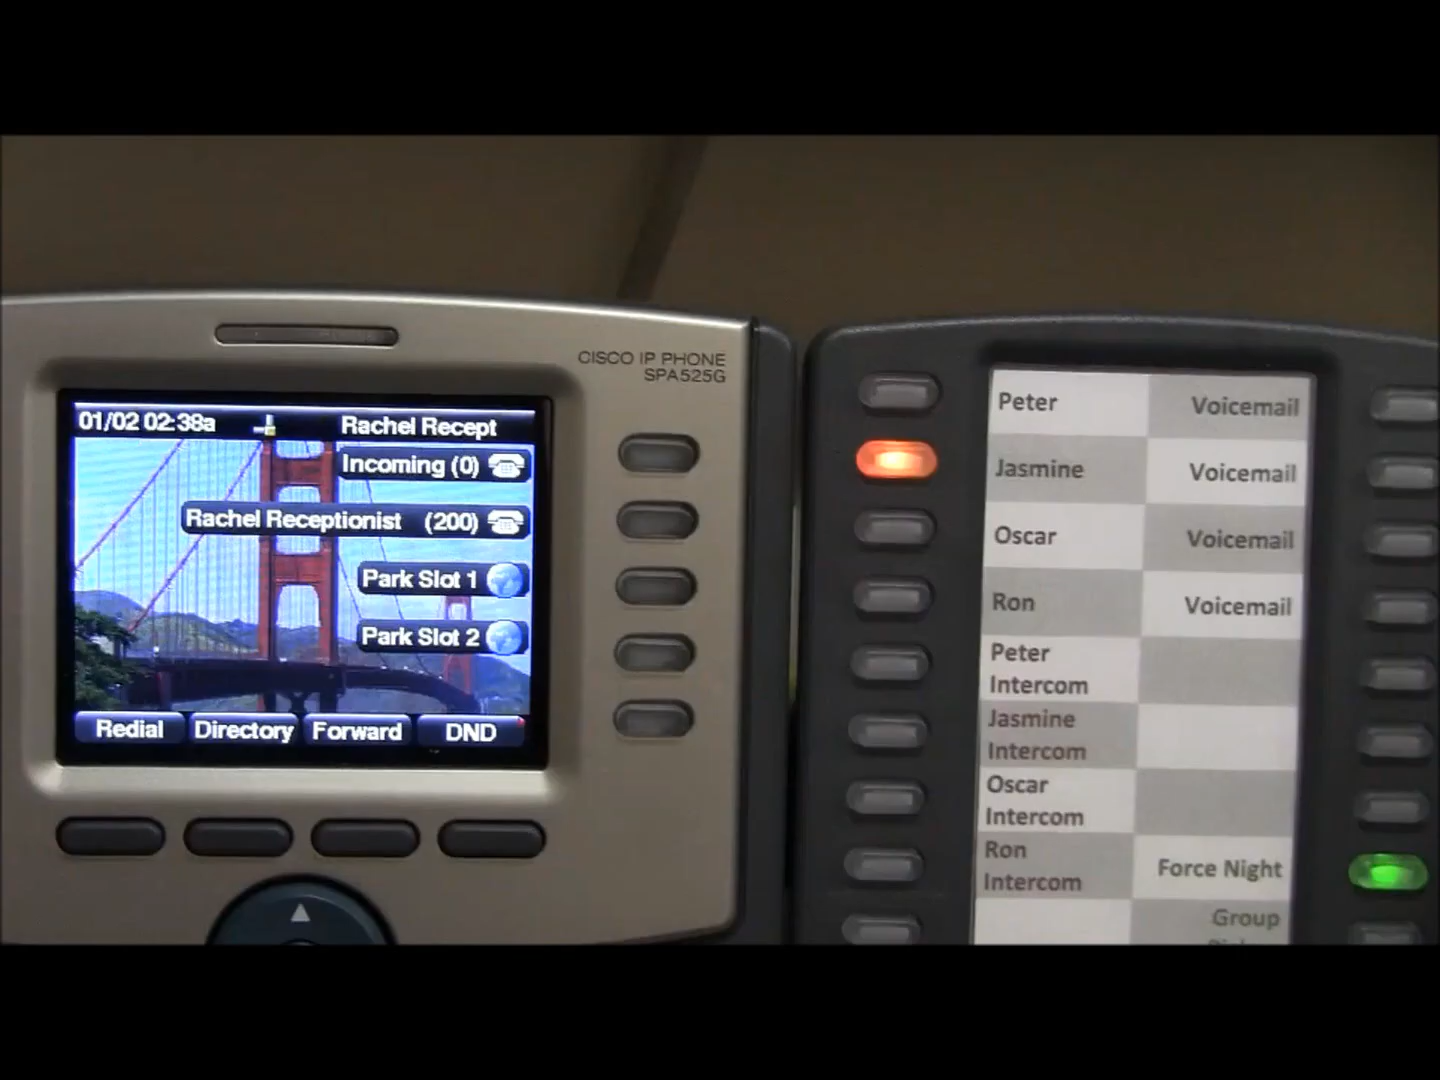 CISCO IP PHONE
SPA525G
01/02 02:38a
Rachel Recept
Incoming (0)
Rachel Receptionist (200)
Park Slot 1
Park Slot 2
Redial Directory Forward DND
Peter Voicemail
Jasmine Voicemail
Oscar Voicemail
Ron Voicemail
Peter
Intercom
Jasmine
Intercom
Oscar
Intercom
Ron
Intercom
Force Night
Group